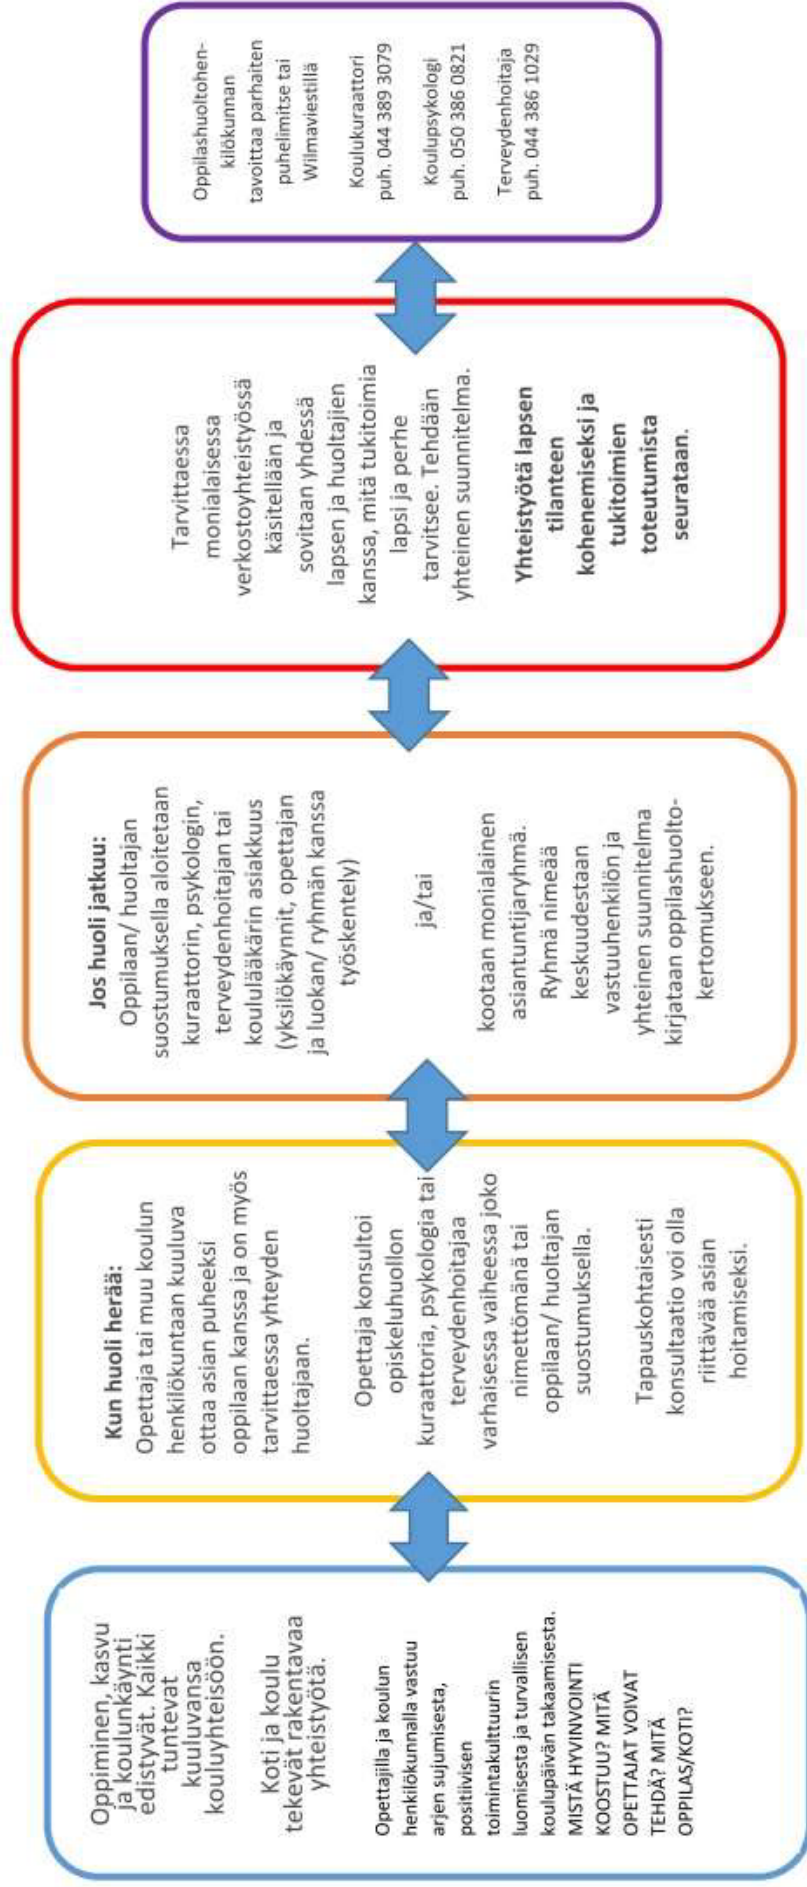 Oppiminen, kasvu
ja koulunkäynti
edistyvät. Kaikki
tuntevat
kuuluvansa
kouluyhteisöön.
Koti ja koulu
tekevät rakentavaa
yhteistyötä.
Opettajilla ja koulun
henkilökunnalla vastuu
arjen sujumisesta,
positiivisen
toimintakulttuurin
luomisesta ja turvallisen
koulupäivän takaamisesta.
MISTÄ HYVINVOINTI
KOOSTUU? MITÄ
OPETTAJAT VOIVAT
TEHDÄ? MITÄ
OPPILAS/KOTI?
Kun huoli herää:
Opettaja tai muu koulun
henkilökuntaan kuuluva
ottaa asian puheeksi
oppilaan kanssa ja on myös
tarvittaessa yhteyden
huoltajaan.
Opettaja konsultoi
opiskeluhuollon
kuraattoria, psykologia tai
terveydenhoitajaa
varhaisessa vaiheessa joko
nimettömänä tai
oppilaan/ huoltajan
suostumuksella.
Tapauskohtaisesti
konsultaatio voi olla
riittävää asian
hoitamiseksi.
Jos huoli jatkuu:
Oppilaan/ huoltajan
suostumuksella aloitetaan
kuraattorin, psykologin,
terveydenhoitajan tai
koululääkärin asiakkuus
(yksilökäynnit, opettajan
ja luokan/ ryhmän kanssa
työskentely)
ja/tai
kootaan monialainen
asiantuntijaryhmä.
Ryhmä nimeää
keskuudestaan
vastuuhenkilön ja
yhteinen suunnitelma
kirjataan oppilashuolto-
kertomukseen.
Tarvittaessa
monialaisessa
verkostoyhteistyössä
käsitellään ja
sovitaan yhdessä
lapsen ja huoltajien
kanssa, mitä tukitoimia
lapsi ja perhe
tarvitsee. Tehdään
yhteinen suunnitelma.
Yhteistyötä lapsen
tilanteen
kohenemiseksi ja
tukitoimien
toteutumista
seurataan.
Oppilashuoltohen-
kilökunnan
tavoittaa parhaiten
puhelimitse tai
Wilmaviestillä
Koulukuraattori
puh. 044 389 3079
Koulupsykologi
puh. 050 386 0821
Terveydenhoitaja
puh. 044 386 1029